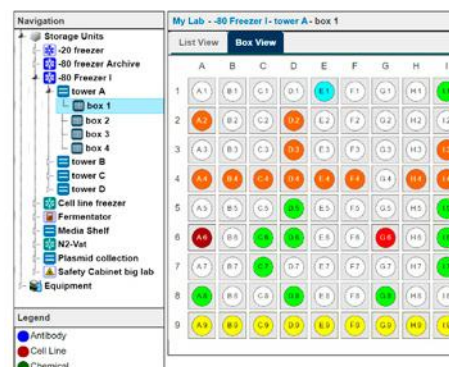 Navigation
Storage Units
-20 freezer
-80 freezer Archive
-80 Freezer I
tower A
box 1
box 2
box 3
box 4
tower B
tower C
tower D
Cell line freezer
Fermentator
Media Shelf
N2-Vat
Plasmid collection
Safety Cabinet big lab
Equipment
Legend
Antibody
Cell Line
Chemical
My Lab - -80 Freezer I - tower A - box 1
List View Box View
A B C D E F G H I
1 A1 B1 C1 D1 E1 F1 G1 H1
2 A2 B2 C2 D2 E2 F2 G2 H2
3 A3 B3 C3 D3 E3 F3 G3 H3
4 A4 B4 C4 D4 E4 F4 G4 H4
5 A5 B5 C5 D5 E5 F5 G5 H5
6 A6 B6 C6 D6 E6 F6 G6 H6
7 A7 B7 C7 D7 E7 F7 G7 H7
8 A8 B8 C8 D8 E8 F8 G8 H8
9 A9 B9 C9 D9 E9 F9 G9 H9